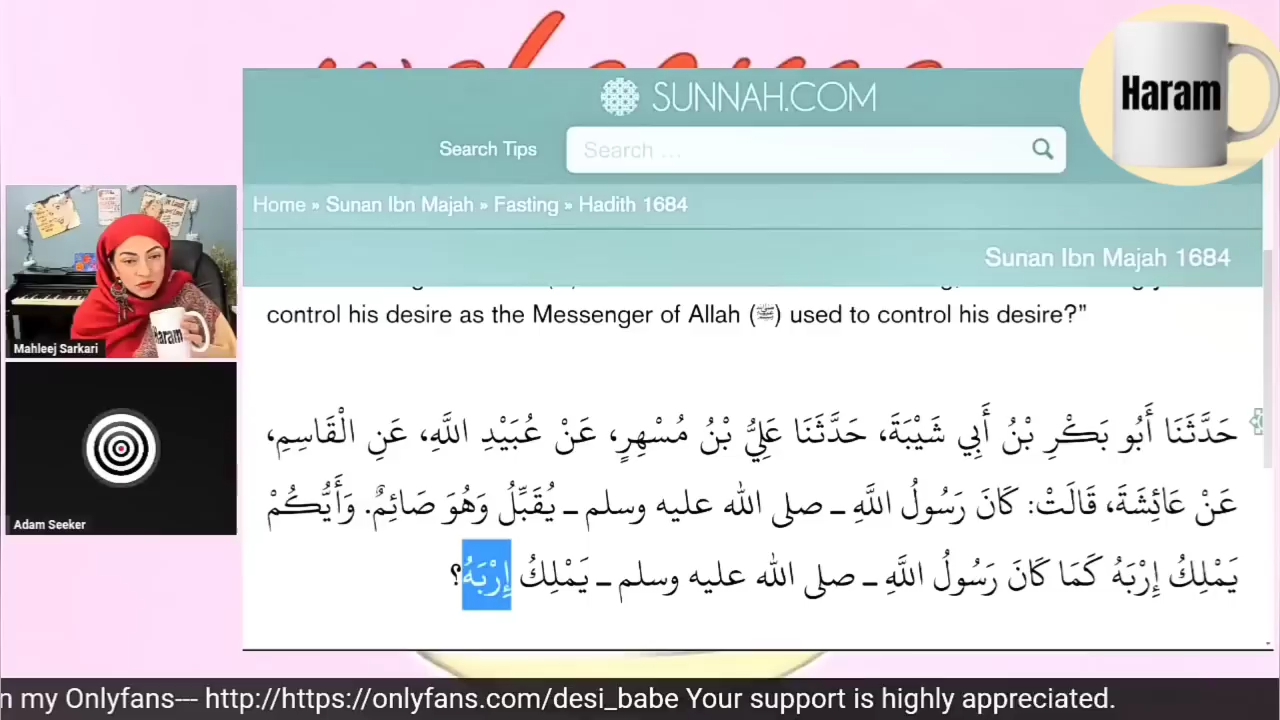 SUNNAH.COM
Haram
Search Tips
Search ...
Home » Sunan Ibn Majah » Fasting » Hadith 1684
Sunan Ibn Majah 1684
control his desire as the Messenger of Allah (ﷺ) used to control his desire?"
Haram
Mahleej Sarkari
حَدَّثَنَا أَبُو بَكْرِ بْنُ أَبِي شَيْبَةَ، حَدَّثَنَا عَلِيُّ بْنُ مُسْهِرٍ، عَنْ عُبَيْدِ اللَّهِ، عَنِ الْقَاسِمِ،
عَنْ عَائِشَةَ، قَالَتْ: كَانَ رَسُولُ اللَّهِ ـ صلى الله عليه وسلم ـ يُقَبِّلُ وَهُوَ صَائِمٌ. وَأَيُّكُمْ
يَمْلِكُ إِرْبَهُ كَمَا كَانَ رَسُولُ اللَّهِ ـ صلى الله عليه وسلم ـ يَمْلِكُ إِرْبَهُ؟
Adam Seeker
my Onlyfans--- http://https://onlyfans.com/desi_babe Your support is highly appreciated.